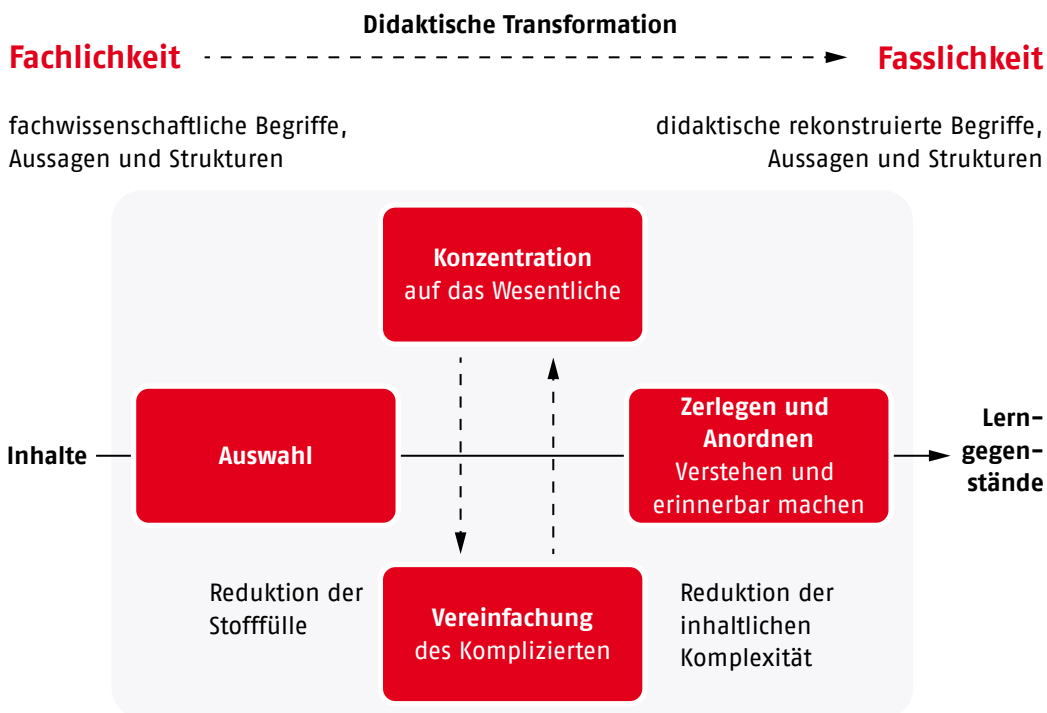 Didaktische Transformation
Fachlichkeit
Fasslichkeit
fachwissenschaftliche Begriffe,
Aussagen und Strukturen
didaktische rekonstruierte Begriffe,
Aussagen und Strukturen
Konzentration
auf das Wesentliche
Inhalte
Auswahl
Zerlegen und
Anordnen
Verstehen und
erinnerbar machen
Lern-
gegen-
stände
Reduktion der
Stofffülle
Vereinfachung
des Komplizierten
Reduktion der
inhaltlichen
Komplexität